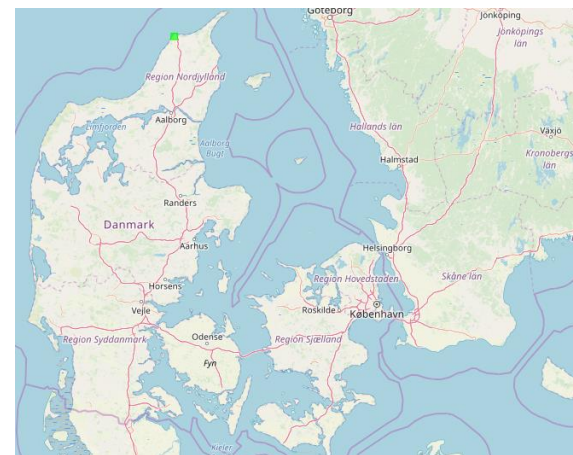 Göteborg
Jönköping
Jönköpings
län
Region Nordjylland
Limfjorden
Aalborg
Aalborg
Bugt
Hallands län
Växjö
Kronobergs
län
Halmstad
Randers
Danmark
Aarhus
Helsingborg
Horsens
Region Hovedstaden
Skåne län
Vejle
Roskilde
København
Region Syddanmark
Odense
Region Sjælland
Fyn
Kieler